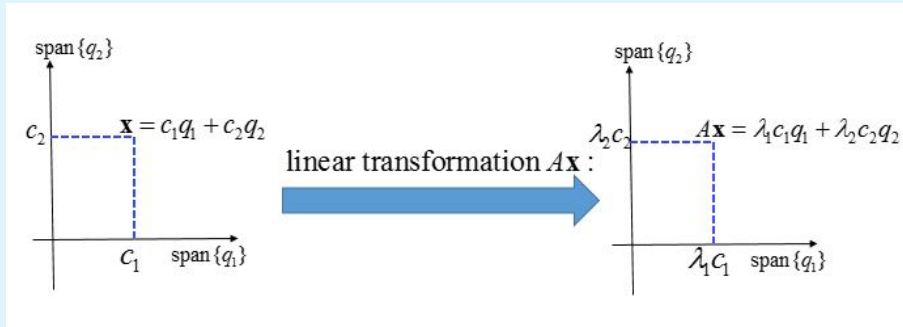 span{q₂}
c₂
x = c₁q₁ + c₂q₂
c₁
span{q₁}
linear transformation Ax :
span{q₂}
λ₂c₂
Ax = λ₁c₁q₁ + λ₂c₂q₂
λ₁c₁
span{q₁}